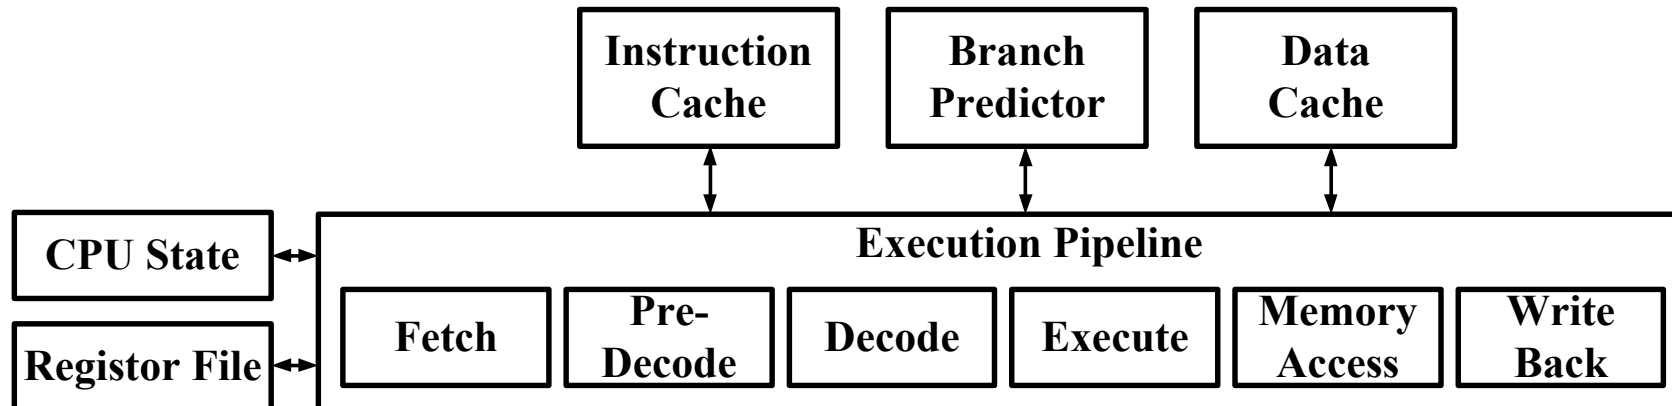 Instruction
Cache
Branch
Predictor
Data
Cache
CPU State
Registor File
Execution Pipeline
Fetch
Pre-
Decode
Decode
Execute
Memory
Access
Write
Back